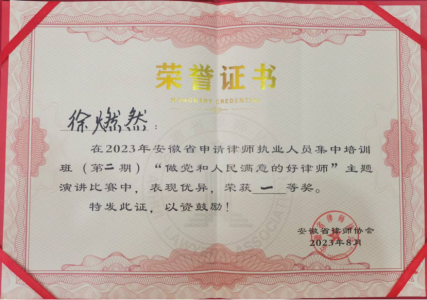 荣誉证书
HONORARY CREDENTIAL
徐燃然：
在2023年安徽省申请律师执业人员集中培训
班（第二期）“做党和人民满意的好律师”主题
演讲比赛中，表现优异，荣获 一 等奖。
特发此证，以资鼓励！
安徽省律师协会
2023年8月